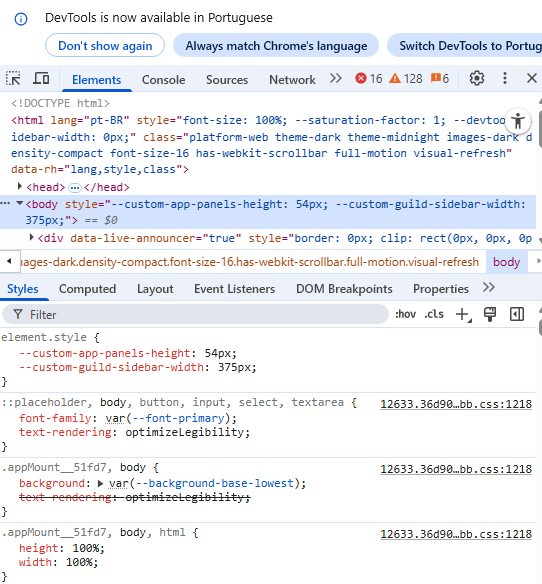 DevTools is now available in Portuguese
Don't show again Always match Chrome's language Switch DevTools to Portug
Elements Console Sources Network 16 128 6
<!DOCTYPE html>
<html lang="pt-BR" style="font-size: 100%; --saturation-factor: 1; --devtoo
idebar-width: 0px;" class="platform-web theme-dark theme-midnight images-dark d
ensity-compact font-size-16 has-webkit-scrollbar full-motion visual-refresh"
data-rh="lang,style,class">
<head> … </head>
<body style="--custom-app-panels-height: 54px; --custom-guild-sidebar-width:
375px;"> == $0
<div data-live-announcer="true" style="border: 0px; clip: rect(0px, 0px, 0p
nages-dark.density-compact.font-size-16.has-webkit-scrollbar.full-motion.visual-refresh body
Styles Computed Layout Event Listeners DOM Breakpoints Properties
Filter :hov .cls
element.style {
--custom-app-panels-height: 54px;
--custom-guild-sidebar-width: 375px;
}
::placeholder, body, button, input, select, textarea { 12633.36d90…bb.css:1218
font-family: var(--font-primary);
text-rendering: optimizeLegibility;
}
.appMount__51fd7, body { 12633.36d90…bb.css:1218
background: var(--background-base-lowest);
text-rendering: optimizeLegibility;
}
.appMount__51fd7, body, html { 12633.36d90…bb.css:1218
height: 100%;
width: 100%;
}